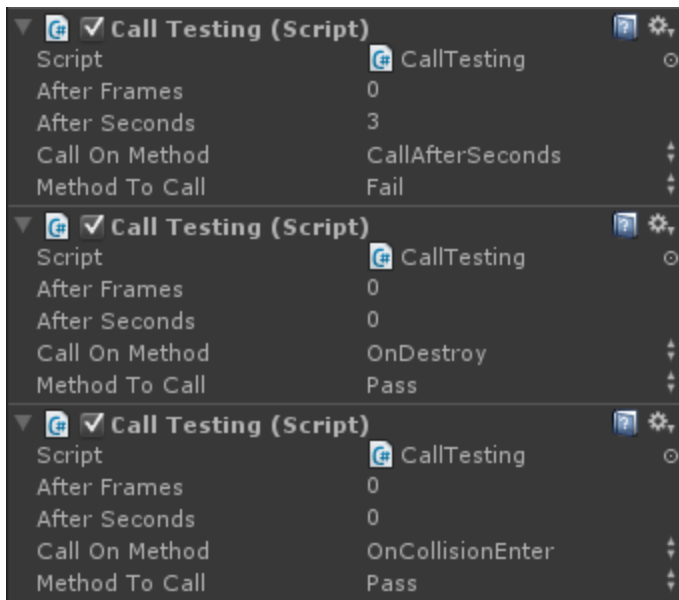 Call Testing (Script)
Script CallTesting
After Frames 0
After Seconds 3
Call On Method CallAfterSeconds
Method To Call Fail
Call Testing (Script)
Script CallTesting
After Frames 0
After Seconds 0
Call On Method OnDestroy
Method To Call Pass
Call Testing (Script)
Script CallTesting
After Frames 0
After Seconds 0
Call On Method OnCollisionEnter
Method To Call Pass